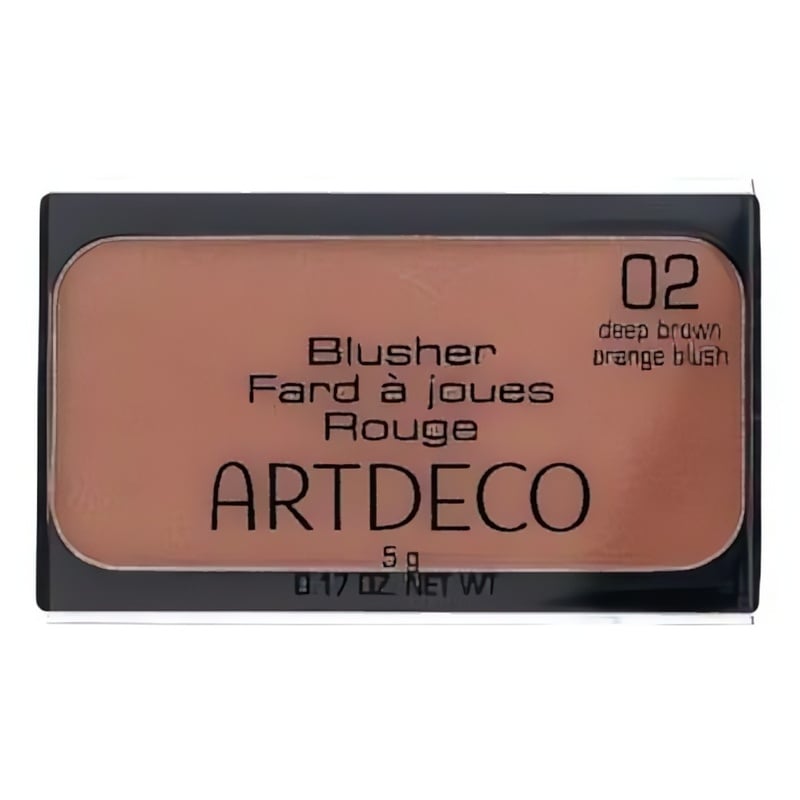 02
deep brown
orange blush
Blusher
Fard à joues
Rouge
ARTDECO
5 g
0.17 OZ NET WT